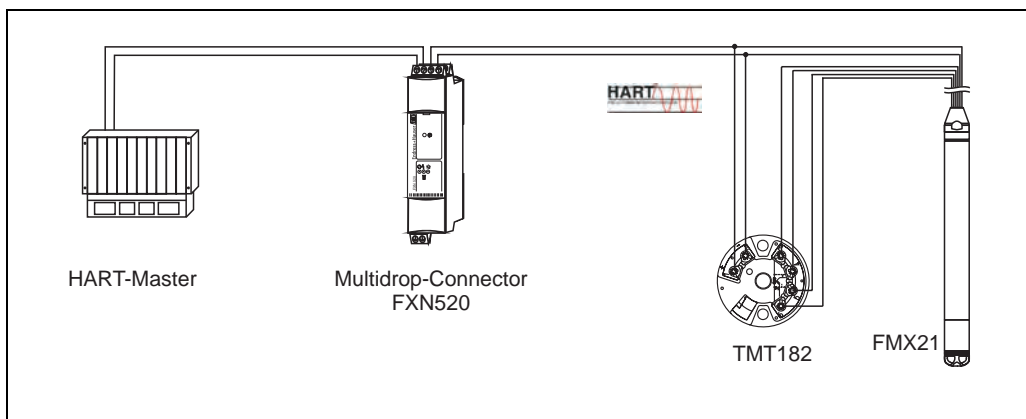 HART
HART-Master
Multidrop-Connector
FXN520
TMT182
FMX21